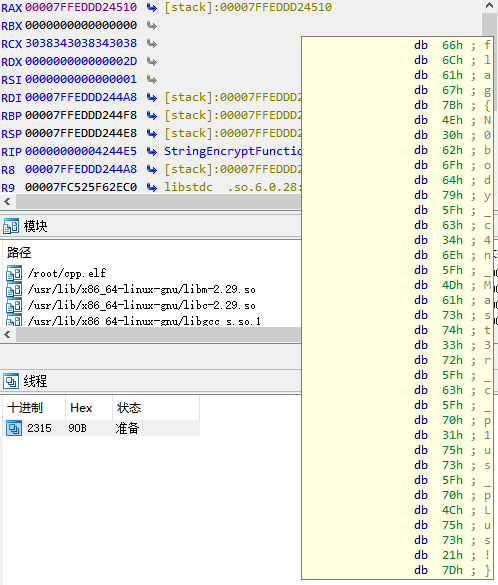 RAX 00007FFEDDD24510 [stack]:00007FFEDDD24510
RBX 0000000000000000
RCX 3038343038343038
RDX 000000000000002D
RSI 0000000000000001
RDI 00007FFEDDD244A8 [stack]:00007FFEDDD2
RBP 00007FFEDDD244F8 [stack]:00007FFEDDD2
RSP 00007FFEDDD244E8 [stack]:00007FFEDDD2
RIP 00000000004244E5 StringEncryptFunctio
R8 00007FFEDDD244A8 [stack]:00007FFEDDD2
R9 00007FC525F62EC0 libstdc .so.6.0.28:
模块
路径
/root/cpp.elf
/usr/lib/x86_64-linux-gnu/libm-2.29.so
/usr/lib/x86_64-linux-gnu/libc-2.29.so
/usr/lib/x86_64-linux-gnu/libgcc_s.so.1
线程
十进制 Hex 状态
2315 90B 准备
db 66h ; f
db 6Ch ; l
db 61h ; a
db 67h ; g
db 7Bh ; {
db 4Eh ; N
db 30h ; 0
db 62h ; b
db 6Fh ; o
db 64h ; d
db 79h ; y
db 5Fh ; _
db 63h ; c
db 34h ; 4
db 6Eh ; n
db 5Fh ; _
db 4Dh ; M
db 61h ; a
db 73h ; s
db 74h ; t
db 33h ; 3
db 72h ; r
db 5Fh ; _
db 63h ; c
db 5Fh ; _
db 70h ; p
db 31h ; 1
db 75h ; u
db 73h ; s
db 5Fh ; _
db 70h ; p
db 4Ch ; L
db 75h ; u
db 73h ; s
db 21h ; !
db 7Dh ; }